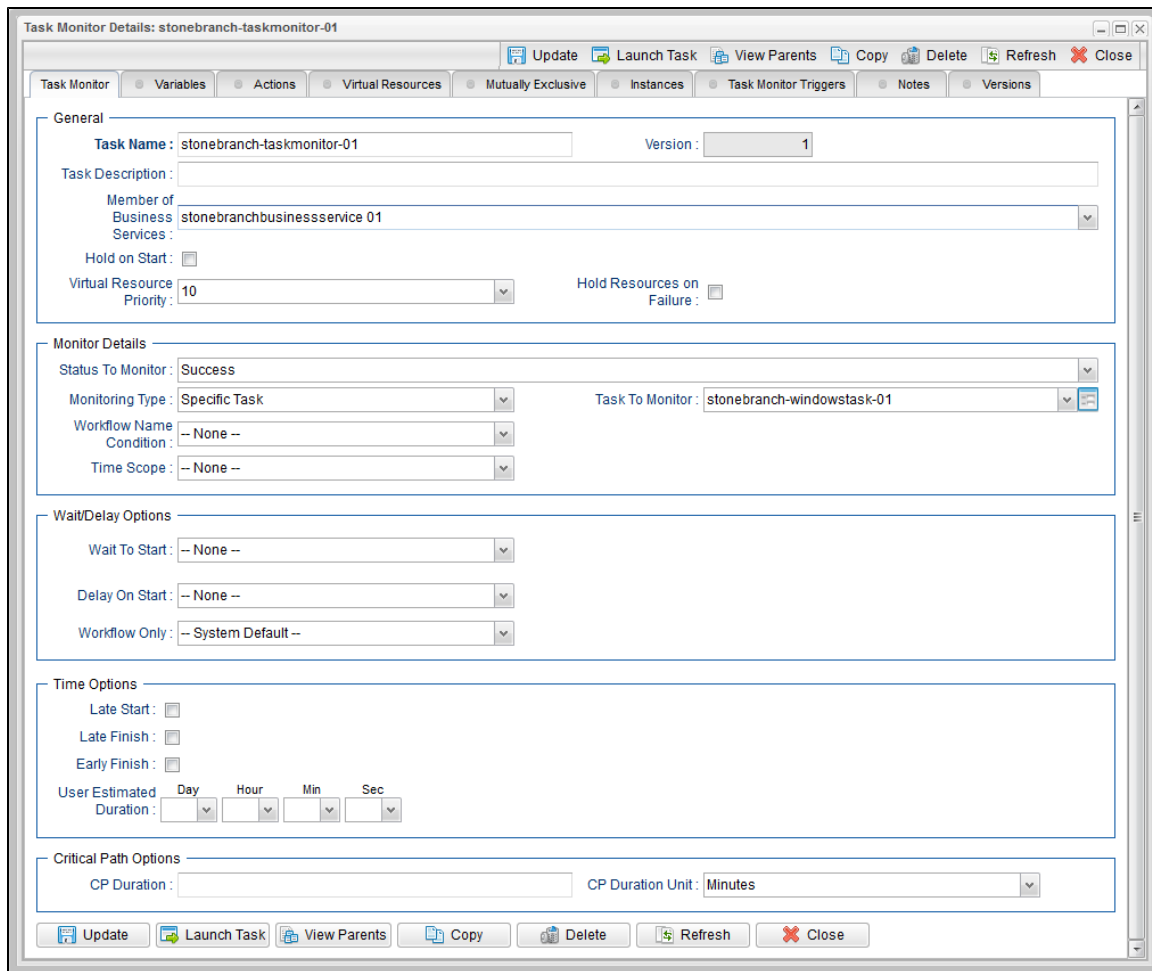 Task Monitor Details: stonebranch-taskmonitor-01
Update Launch Task View Parents Copy Delete Refresh Close
Task Monitor Variables Actions Virtual Resources Mutually Exclusive Instances Task Monitor Triggers Notes Versions
General
Task Name : stonebranch-taskmonitor-01 Version : 1
Task Description :
Member of
Business stonebranchbusinessservice 01
Services :
Hold on Start :
Virtual Resource Hold Resources on
Priority : 10 Failure :
Monitor Details
Status To Monitor : Success
Monitoring Type : Specific Task Task To Monitor : stonebranch-windowstask-01
Workflow Name
Condition : -- None --
Time Scope : -- None --
Wait/Delay Options
Wait To Start : -- None --
Delay On Start : -- None --
Workflow Only : -- System Default --
Time Options
Late Start :
Late Finish :
Early Finish :
User Estimated Day Hour Min Sec
Duration :
Critical Path Options
CP Duration : CP Duration Unit : Minutes
Update Launch Task View Parents Copy Delete Refresh Close